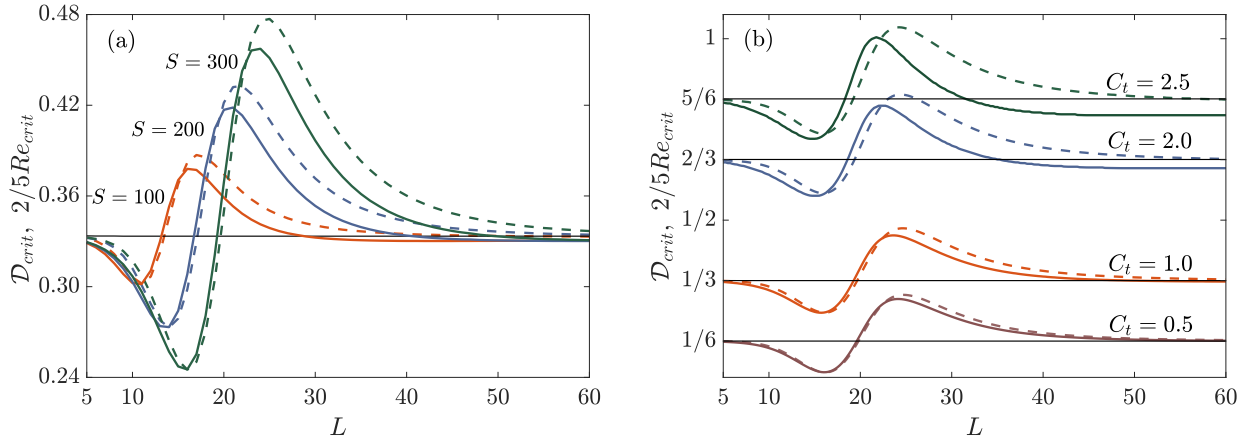 (a)
0.48
0.42
0.36
0.30
0.24
𝒟_crit, 2/5Re_crit
S = 300
S = 200
S = 100
5 10 20 30 40 50 60
L
(b)
1
5/6
2/3
1/2
1/3
1/6
𝒟_crit, 2/5Re_crit
C_t = 2.5
C_t = 2.0
C_t = 1.0
C_t = 0.5
5 10 20 30 40 50 60
L